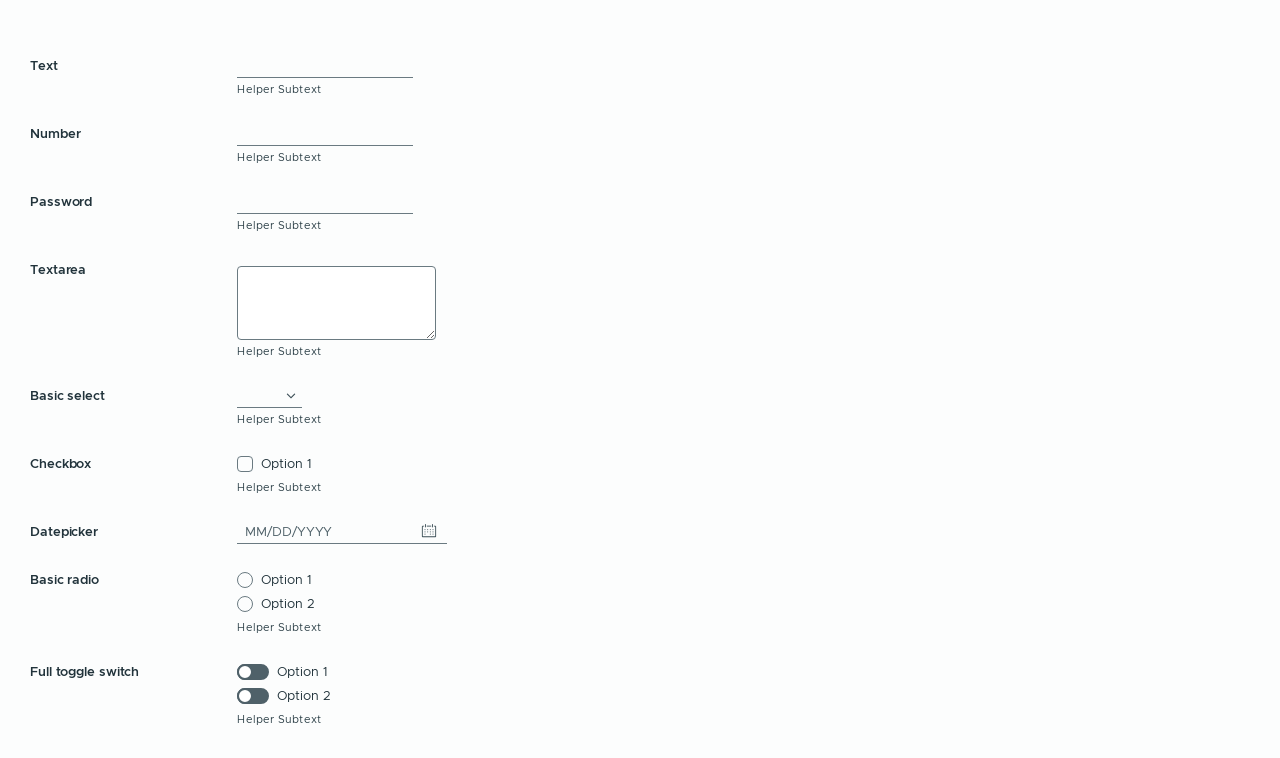 Text
Helper Subtext
Number
Helper Subtext
Password
Helper Subtext
Textarea
Helper Subtext
Basic select
Helper Subtext
Checkbox
Option 1
Helper Subtext
Datepicker
MM/DD/YYYY
Basic radio
Option 1
Option 2
Helper Subtext
Full toggle switch
Option 1
Option 2
Helper Subtext